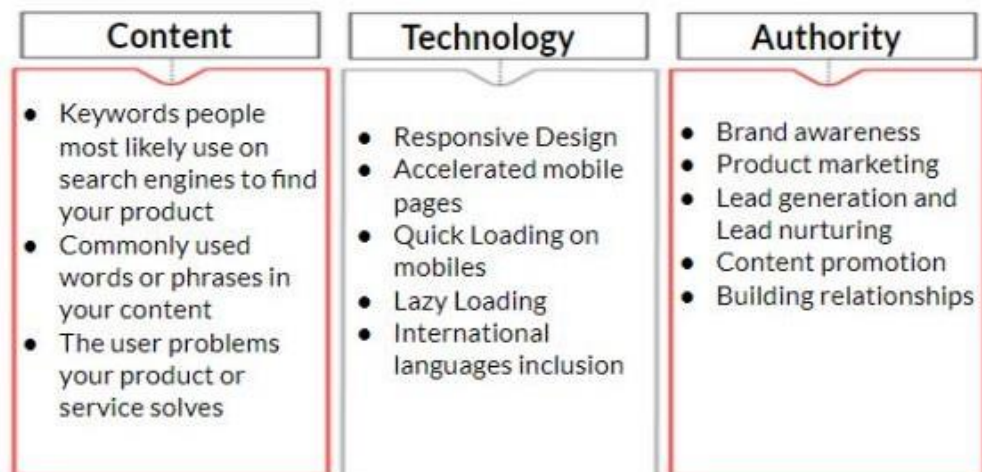 Content
● Keywords people
most likely use on
search engines to find
your product
● Commonly used
words or phrases in
your content
● The user problems
your product or
service solves
Technology
● Responsive Design
● Accelerated mobile
pages
● Quick Loading on
mobiles
● Lazy Loading
● International
languages inclusion
Authority
● Brand awareness
● Product marketing
● Lead generation and
Lead nurturing
● Content promotion
● Building relationships